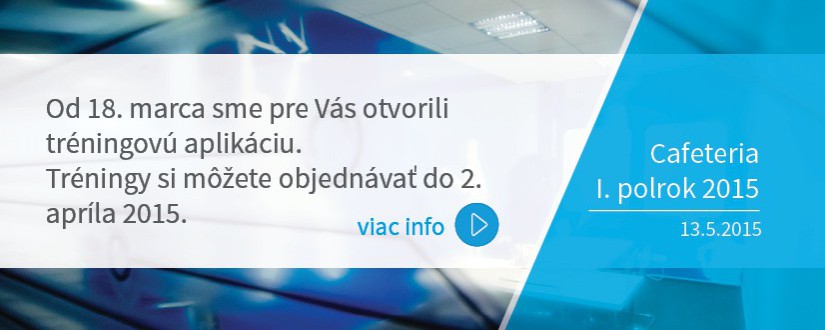 Od 18. marca sme pre Vás otvorili
tréningovú aplikáciu.
Tréningy si môžete objednávať do 2.
apríla 2015.
viac info
Cafeteria
I. polrok 2015
13.5.2015